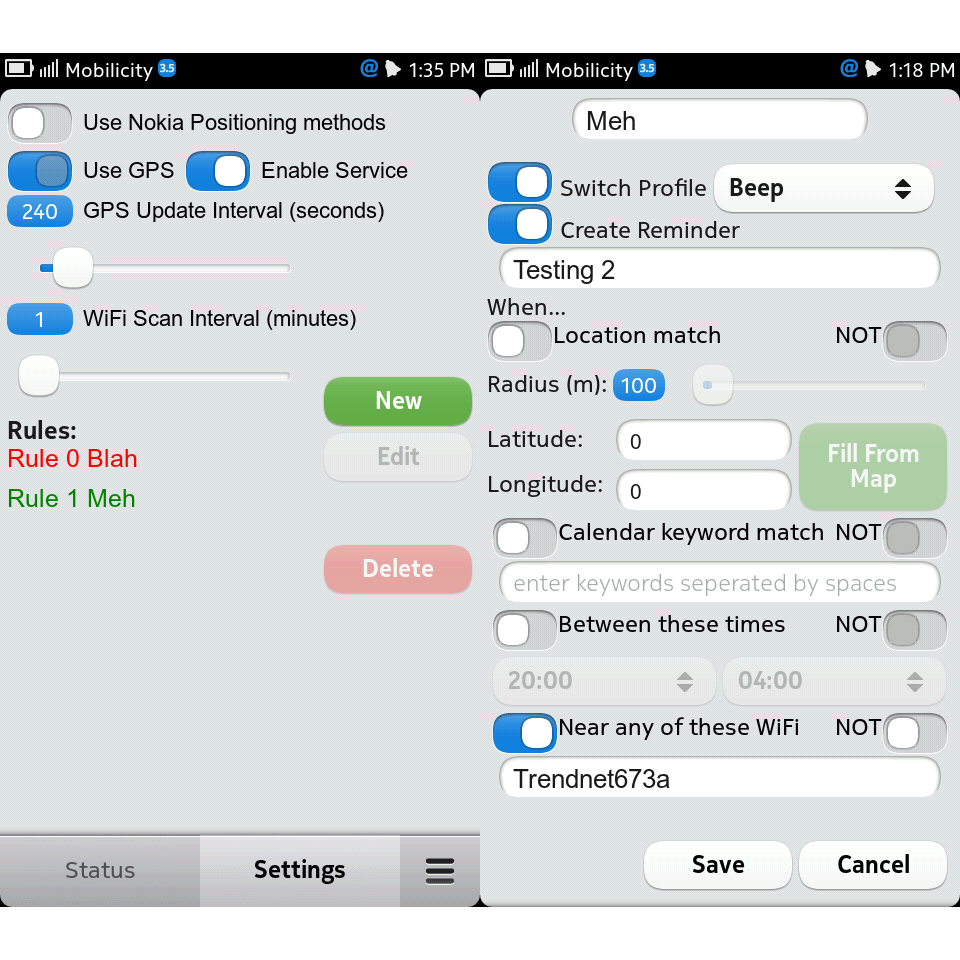 Mobilicity 3.5 @ 1:35 PM
Use Nokia Positioning methods
Use GPS Enable Service
240 GPS Update Interval (seconds)
1 WiFi Scan Interval (minutes)
New
Rules:
Edit
Rule 0 Blah
Rule 1 Meh
Delete
Status Settings
Mobilicity 3.5 @ 1:18 PM
Meh
Switch Profile Beep
Create Reminder
Testing 2
When...
Location match NOT
Radius (m): 100
Latitude: 0
Fill From
Map
Longitude: 0
Calendar keyword match NOT
enter keywords seperated by spaces
Between these times NOT
20:00 04:00
Near any of these WiFi NOT
Trendnet673a
Save Cancel